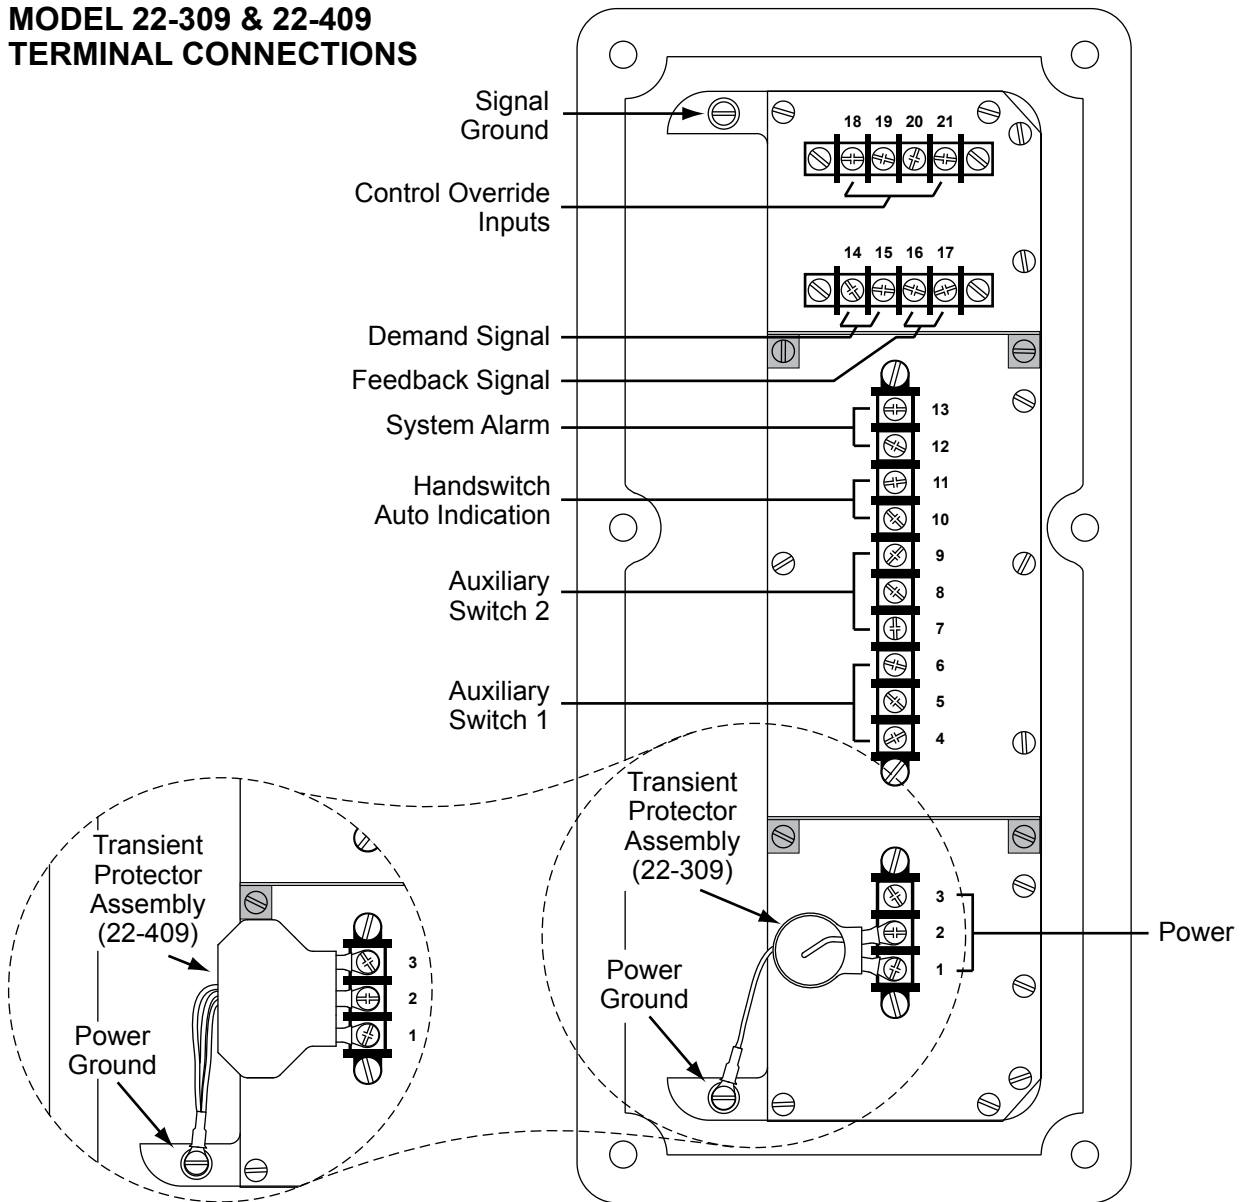 MODEL 22-309 & 22-409
TERMINAL CONNECTIONS
Signal
Ground
18 19 20 21
Control Override
Inputs
14 15 16 17
Demand Signal
Feedback Signal
System Alarm
13
12
Handswitch
Auto Indication
11
10
Auxiliary
Switch 2
9
8
7
Auxiliary
Switch 1
6
5
4
Transient
Protector
Assembly
(22-309)
3
2
1
Power
Power
Ground
Transient
Protector
Assembly
(22-409)
3
2
1
Power
Ground